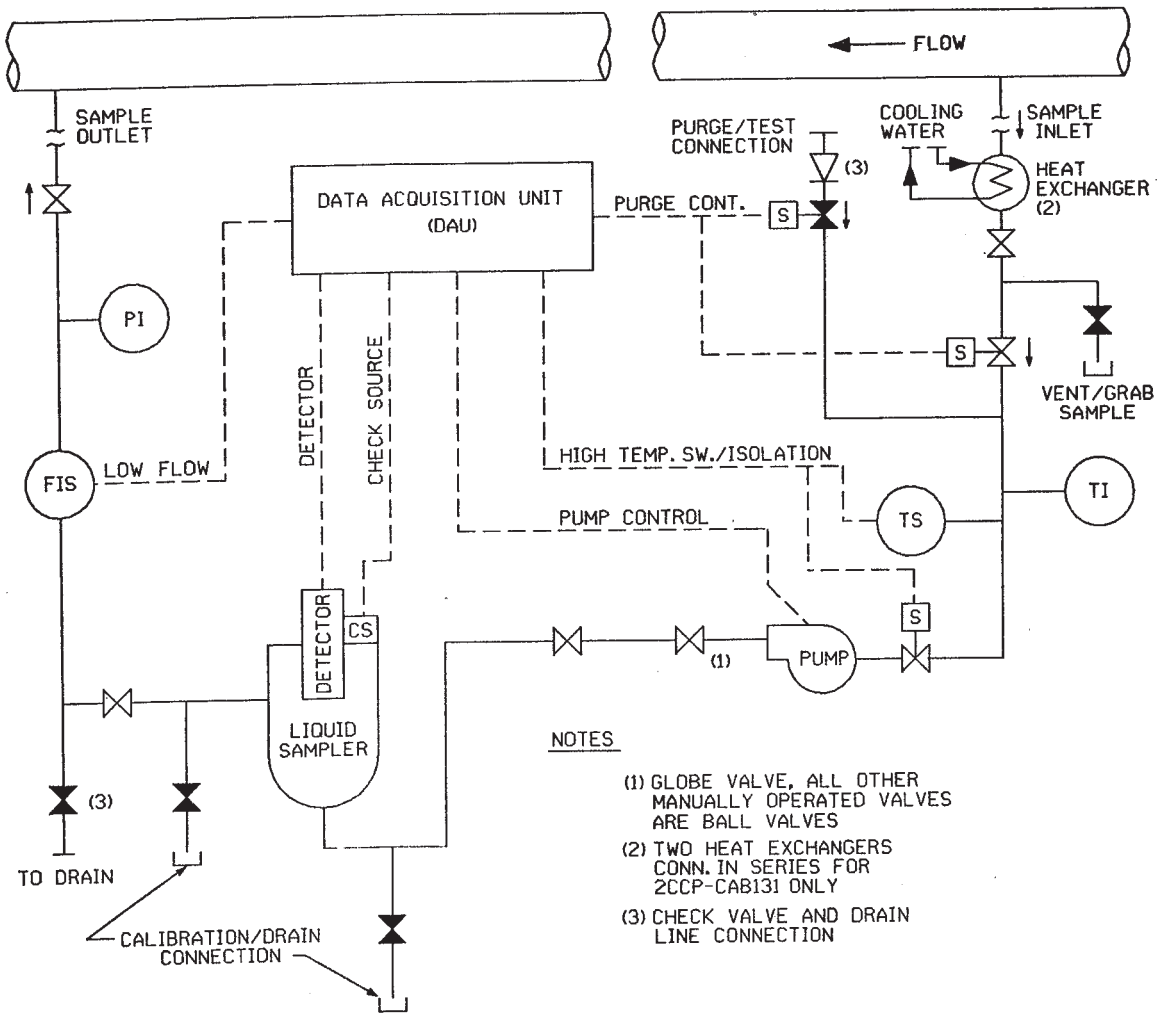 FLOW
SAMPLE
OUTLET
PURGE/TEST
CONNECTION
(3)
COOLING
WATER
SAMPLE
INLET
HEAT
EXCHANGER
(2)
DATA ACQUISITION UNIT
(DAU)
PURGE CONT.
S
PI
S
VENT/GRAB
SAMPLE
DETECTOR
CHECK SOURCE
FIS
LOW FLOW
HIGH TEMP. SW./ISOLATION
TI
TS
PUMP CONTROL
S
DETECTOR
CS
(1)
PUMP
LIQUID
SAMPLER
(3)
TO DRAIN
CALIBRATION/DRAIN
CONNECTION
NOTES
(1) GLOBE VALVE, ALL OTHER
MANUALLY OPERATED VALVES
ARE BALL VALVES
(2) TWO HEAT EXCHANGERS
CONN. IN SERIES FOR
2CCP-CAB131 ONLY
(3) CHECK VALVE AND DRAIN
LINE CONNECTION